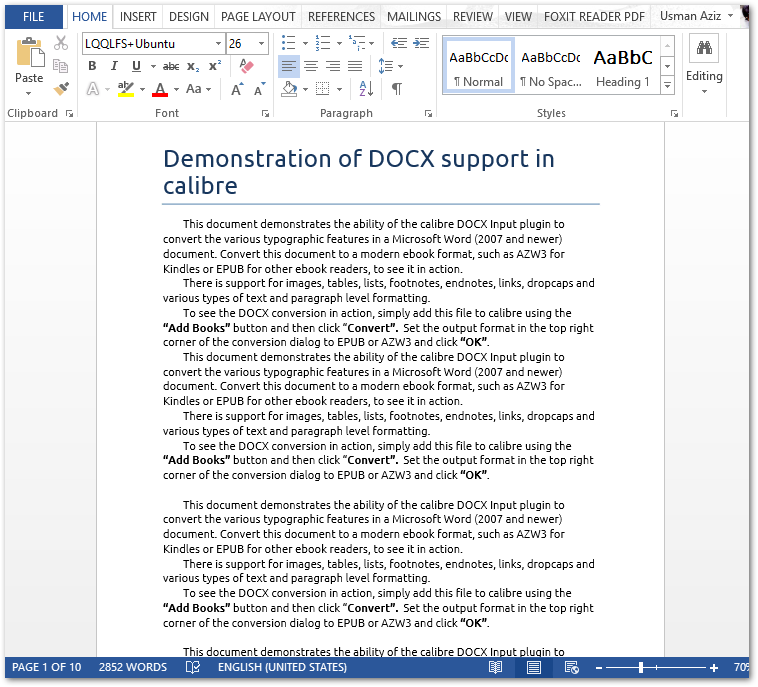 FILE HOME INSERT DESIGN PAGE LAYOUT REFERENCES MAILINGS REVIEW VIEW FOXIT READER PDF Usman Aziz
LQQLFS+Ubuntu 26
Paste
B I U abc x₂ x²
A ab A Aa A A
AaBbCcDc AaBbCcDc AaBbC
¶ Normal ¶ No Spac... Heading 1
Editing
Clipboard Font Paragraph Styles
Demonstration of DOCX support in
calibre
This document demonstrates the ability of the calibre DOCX Input plugin to
convert the various typographic features in a Microsoft Word (2007 and newer)
document. Convert this document to a modern ebook format, such as AZW3 for
Kindles or EPUB for other ebook readers, to see it in action.
There is support for images, tables, lists, footnotes, endnotes, links, dropcaps and
various types of text and paragraph level formatting.
To see the DOCX conversion in action, simply add this file to calibre using the
“Add Books” button and then click “Convert”. Set the output format in the top right
corner of the conversion dialog to EPUB or AZW3 and click “OK”.
This document demonstrates the ability of the calibre DOCX Input plugin to
convert the various typographic features in a Microsoft Word (2007 and newer)
document. Convert this document to a modern ebook format, such as AZW3 for
Kindles or EPUB for other ebook readers, to see it in action.
There is support for images, tables, lists, footnotes, endnotes, links, dropcaps and
various types of text and paragraph level formatting.
To see the DOCX conversion in action, simply add this file to calibre using the
“Add Books” button and then click “Convert”. Set the output format in the top right
corner of the conversion dialog to EPUB or AZW3 and click “OK”.
This document demonstrates the ability of the calibre DOCX Input plugin to
convert the various typographic features in a Microsoft Word (2007 and newer)
document. Convert this document to a modern ebook format, such as AZW3 for
Kindles or EPUB for other ebook readers, to see it in action.
There is support for images, tables, lists, footnotes, endnotes, links, dropcaps and
various types of text and paragraph level formatting.
To see the DOCX conversion in action, simply add this file to calibre using the
“Add Books” button and then click “Convert”. Set the output format in the top right
corner of the conversion dialog to EPUB or AZW3 and click “OK”.
This document demonstrates the ability of the calibre DOCX Input plugin to
PAGE 1 OF 10 2852 WORDS ENGLISH (UNITED STATES) 70%